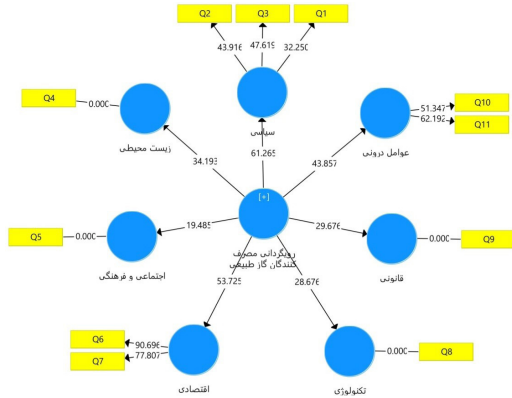 Q2
Q3
Q1
43.916
47.619
32.250
Q4
0.000
زیست محیطی
سیاسی
عوامل درونی
51.347
62.192
Q10
Q11
34.193
61.265
43.857
[+]
Q5
0.000
اجتماعی و فرهنگی
19.485
رویگردانی مصرف
کنندگان گاز طبیعی
29.676
قانونی
0.000
Q9
53.725
28.676
Q6
Q7
90.696
77.807
اقتصادی
تکنولوژی
0.000
Q8